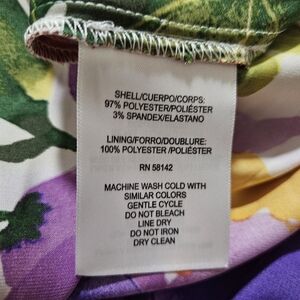 SHELL/CUERPO/CORPS:
97% POLYESTER/POLIÉSTER
3% SPANDEX/ELASTANO
LINING/FORRO/DOUBLURE:
100% POLYESTER/POLIÉSTER
RN 58142
MACHINE WASH COLD WITH
SIMILAR COLORS
GENTLE CYCLE
DO NOT BLEACH
LINE DRY
DO NOT IRON
DRY CLEAN